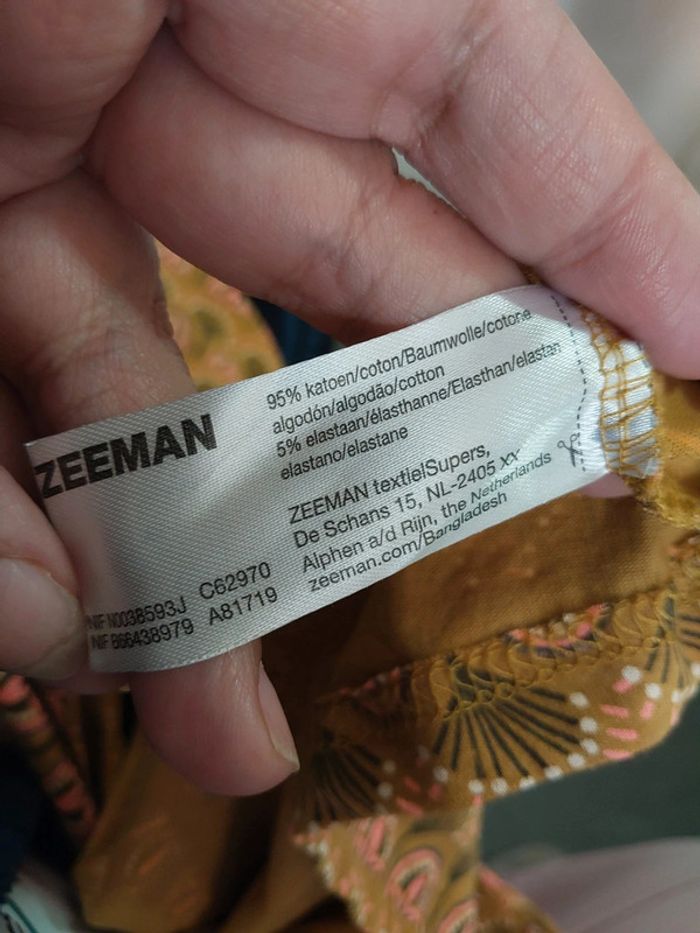 ZEEMAN
95% katoen/coton/Baumwolle/cotone
algodón/algodão/cotton
5% elastaan/élasthanne/Elasthan/elastan
elastano/elastane
ZEEMAN textielSupers,
De Schans 15, NL-2405 XX
Alphen a/d Rijn, the Netherlands
zeeman.com/Bangladesh
NIF N0038593J C62970
NIF B66438979 A81719